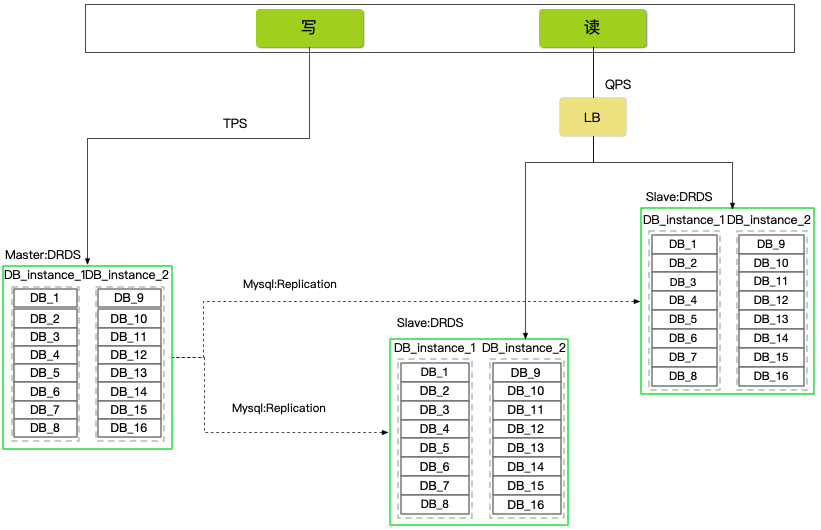 写
读
QPS
LB
TPS
Slave:DRDS
DB_instance_1 DB_instance_2
DB_1 DB_9
DB_2 DB_10
DB_3 DB_11
DB_4 DB_12
DB_5 DB_13
DB_6 DB_14
DB_7 DB_15
DB_8 DB_16
Master:DRDS
DB_instance_1 DB_instance_2
DB_1 DB_9
DB_2 DB_10
DB_3 DB_11
DB_4 DB_12
DB_5 DB_13
DB_6 DB_14
DB_7 DB_15
DB_8 DB_16
Mysql:Replication
Mysql:Replication
Slave:DRDS
DB_instance_1 DB_instance_2
DB_1 DB_9
DB_2 DB_10
DB_3 DB_11
DB_4 DB_12
DB_5 DB_13
DB_6 DB_14
DB_7 DB_15
DB_8 DB_16